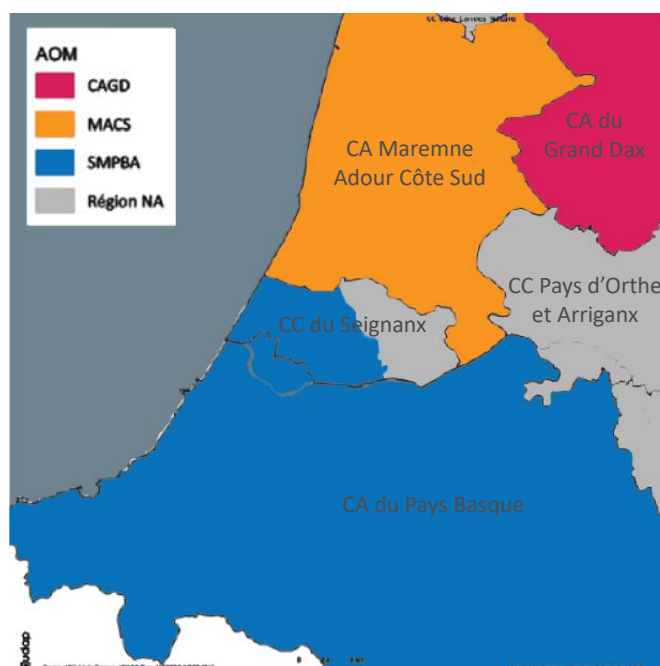 AOM
CAGD
MACS
SMPBA
Région NA
CA du
Grand Dax
CA Maremne
Adour Côte Sud
CC Pays d'Orthe
et Arriganx
CC du Seignanx
CA du Pays Basque
Audap